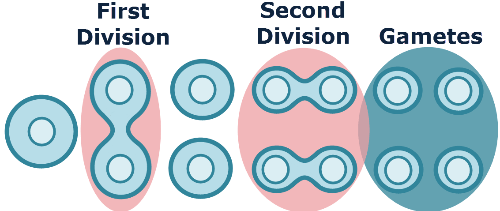 First
Division
Second
Division
Gametes